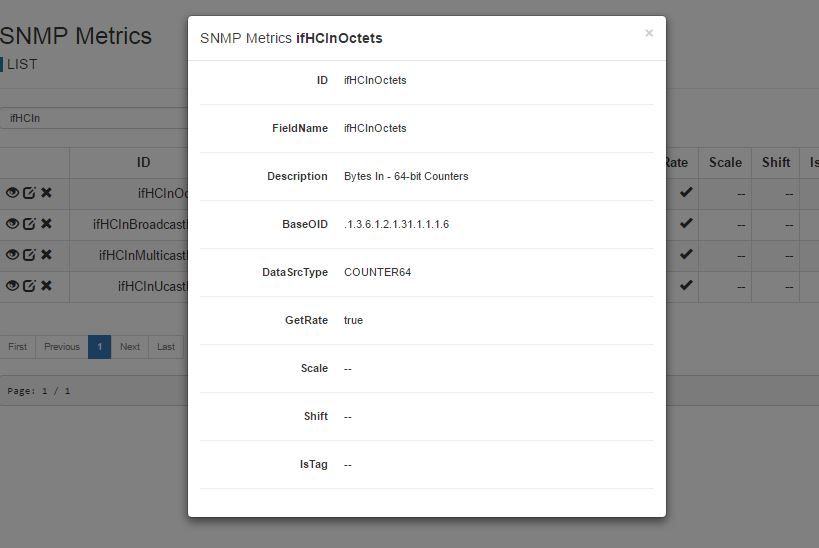 SNMP Metrics
LIST
ifHCIn
ID
Rate Scale Shift Is
ifHCInOc
-- --
ifHCInBroadcast
-- --
ifHCInMulticast
-- --
ifHCInUcast
-- --
First Previous 1 Next Last
Page: 1 / 1
SNMP Metrics ifHCInOctets ×
ID ifHCInOctets
FieldName ifHCInOctets
Description Bytes In - 64-bit Counters
BaseOID .1.3.6.1.2.1.31.1.1.1.6
DataSrcType COUNTER64
GetRate true
Scale --
Shift --
IsTag --